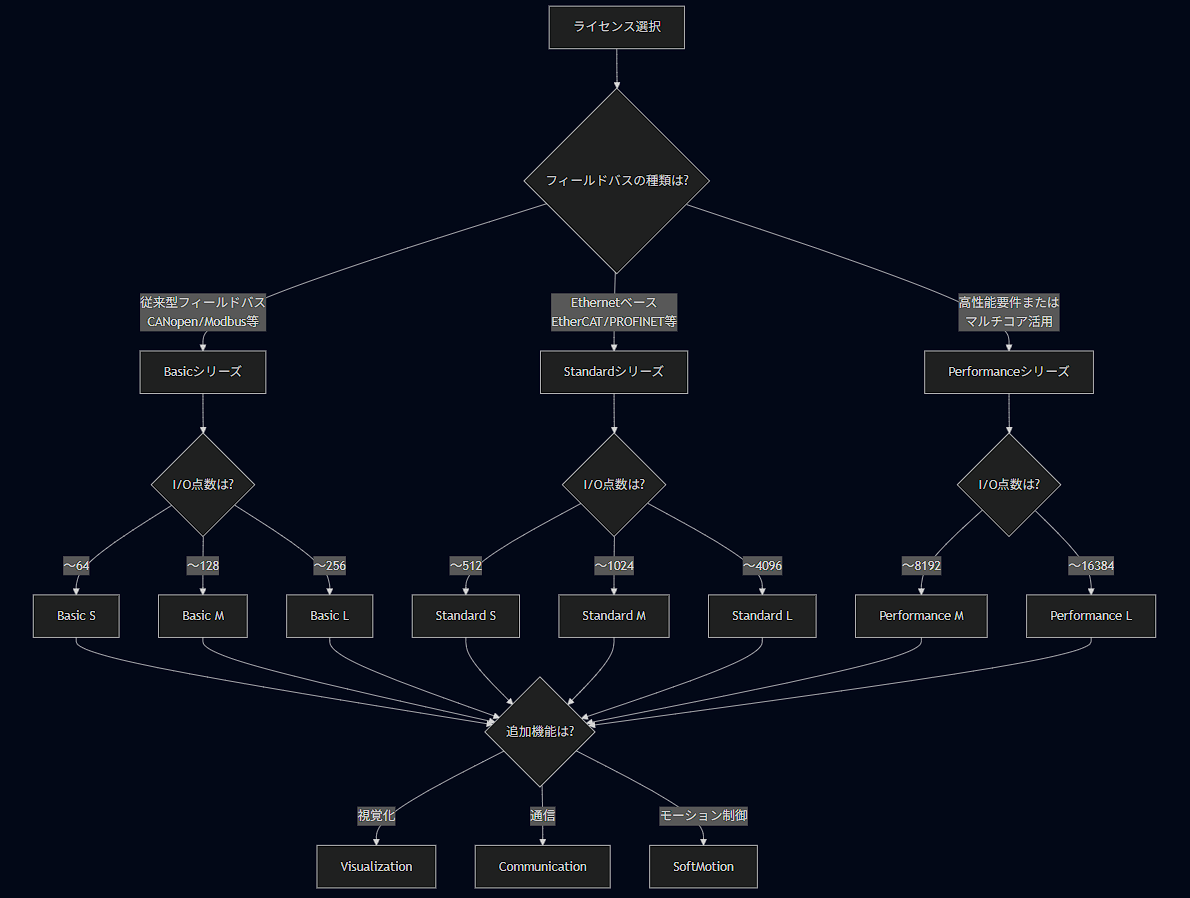 ライセンス選択
フィールドバスの種類は?
従来型フィールドバス
CANopen/Modbus等
Ethernetベース
EtherCAT/PROFINET等
高性能要件または
マルチコア活用
Basicシリーズ
Standardシリーズ
Performanceシリーズ
I/O点数は?
I/O点数は?
I/O点数は?
〜64
〜128
〜256
〜512
〜1024
〜4096
〜8192
〜16384
Basic S
Basic M
Basic L
Standard S
Standard M
Standard L
Performance M
Performance L
追加機能は?
視覚化
通信
モーション制御
Visualization
Communication
SoftMotion